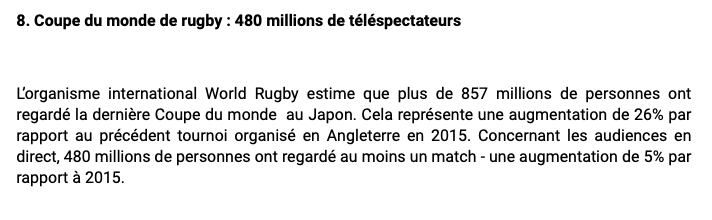 8. Coupe du monde de rugby : 480 millions de téléspectateurs
L'organisme international World Rugby estime que plus de 857 millions de personnes ont
regardé la dernière Coupe du monde au Japon. Cela représente une augmentation de 26% par
rapport au précédent tournoi organisé en Angleterre en 2015. Concernant les audiences en
direct, 480 millions de personnes ont regardé au moins un match - une augmentation de 5% par
rapport à 2015.